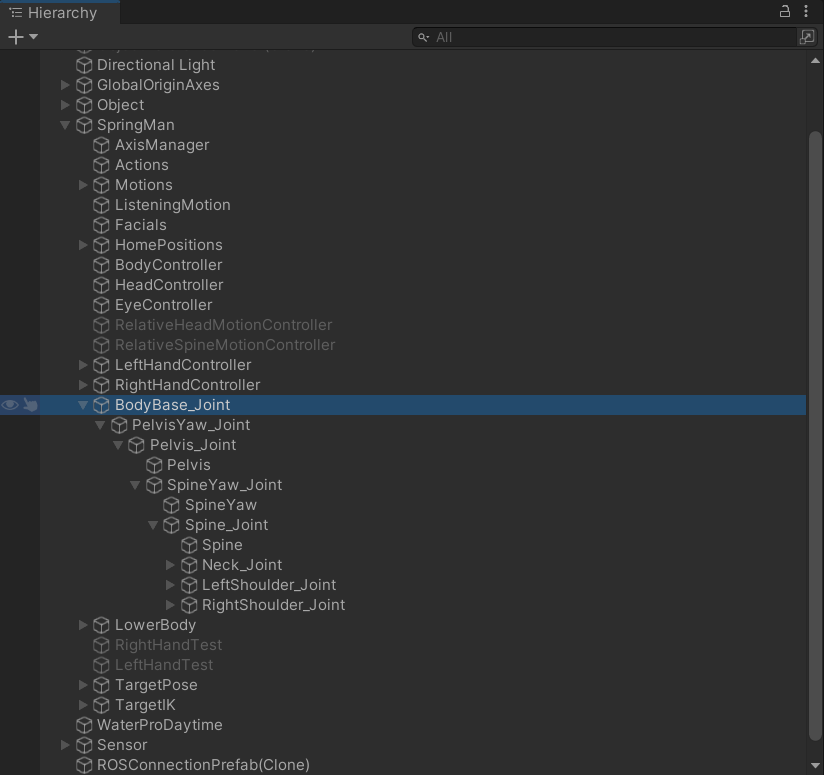 Hierarchy
All
Directional Light
GlobalOriginAxes
Object
SpringMan
AxisManager
Actions
Motions
ListeningMotion
Facials
HomePositions
BodyController
HeadController
EyeController
RelativeHeadMotionController
RelativeSpineMotionController
LeftHandController
RightHandController
BodyBase_Joint
PelvisYaw_Joint
Pelvis_Joint
Pelvis
SpineYaw_Joint
SpineYaw
Spine_Joint
Spine
Neck_Joint
LeftShoulder_Joint
RightShoulder_Joint
LowerBody
RightHandTest
LeftHandTest
TargetPose
TargetIK
WaterProDaytime
Sensor
ROSConnectionPrefab(Clone)